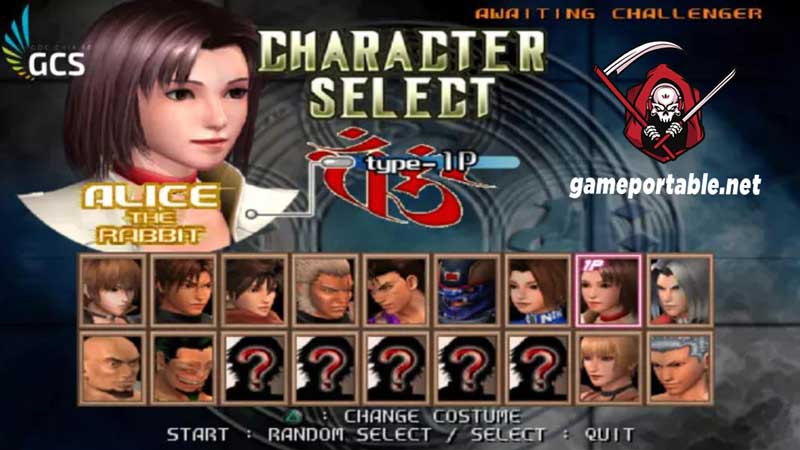 AWAITING CHALLENGER
GCS
CHARACTER
SELECT
type-1P
gameportable.net
ALICE
THE
RABBIT
1P
? ? ? ? ?
△ : CHANGE COSTUME
START : RANDOM SELECT / SELECT : QUIT